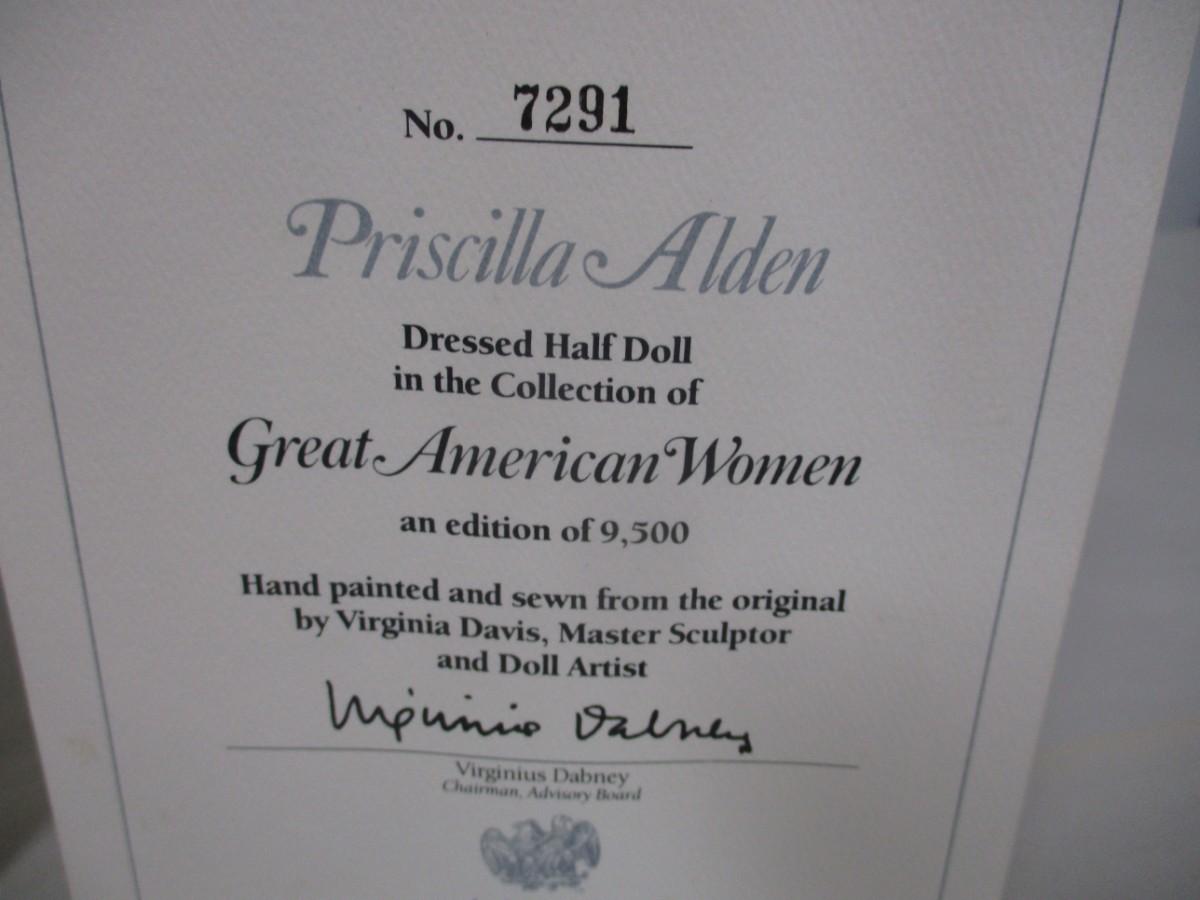 No. 7291
Priscilla Alden
Dressed Half Doll
in the Collection of
Great American Women
an edition of 9,500
Hand painted and sewn from the original
by Virginia Davis, Master Sculptor
and Doll Artist
Virginius Dabney
Virginius Dabney
Chairman, Advisory Board